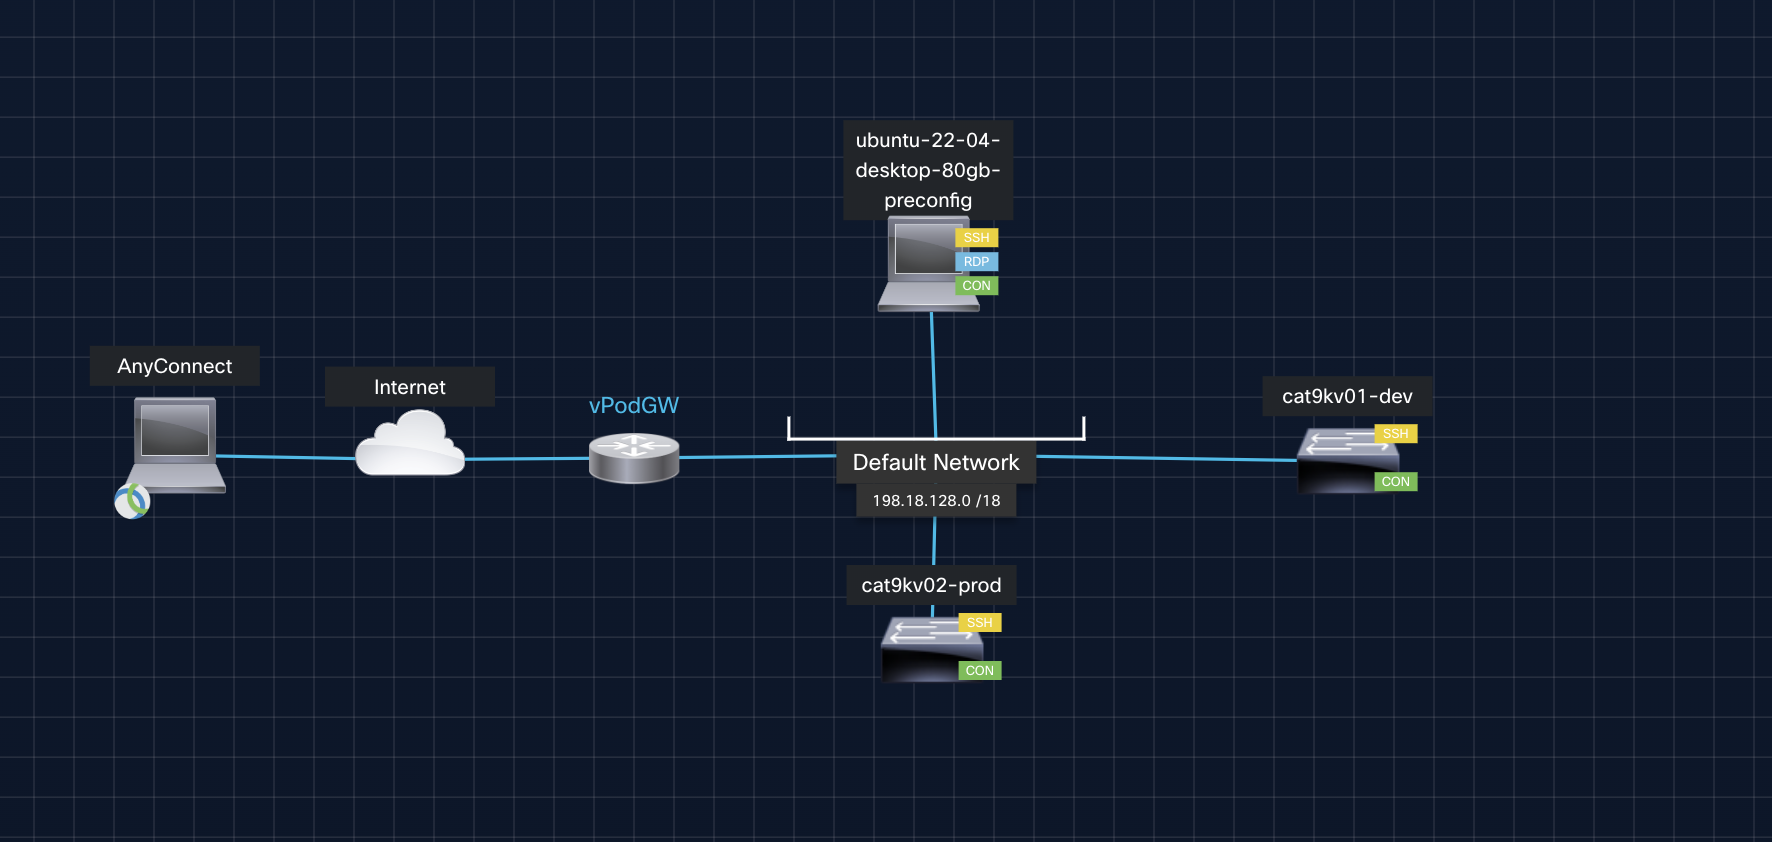 ubuntu-22-04-
desktop-80gb-
preconfig
SSH
RDP
CON
AnyConnect
Internet
vPodGW
Default Network
198.18.128.0 /18
cat9kv01-dev
SSH
CON
cat9kv02-prod
SSH
CON